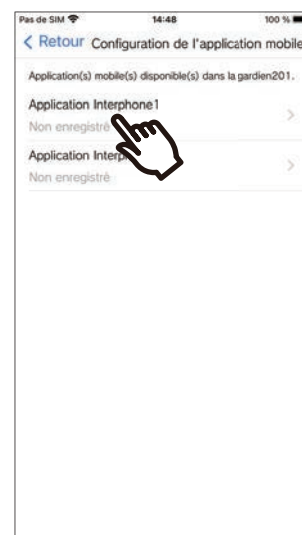 Pas de SIM 14:48 100 %
Retour Configuration de l'application mobile
Application(s) mobile(s) disponible(s) dans la gardien201.
Application Interphone1
Non enregistré
Application Interp
Non enregistré